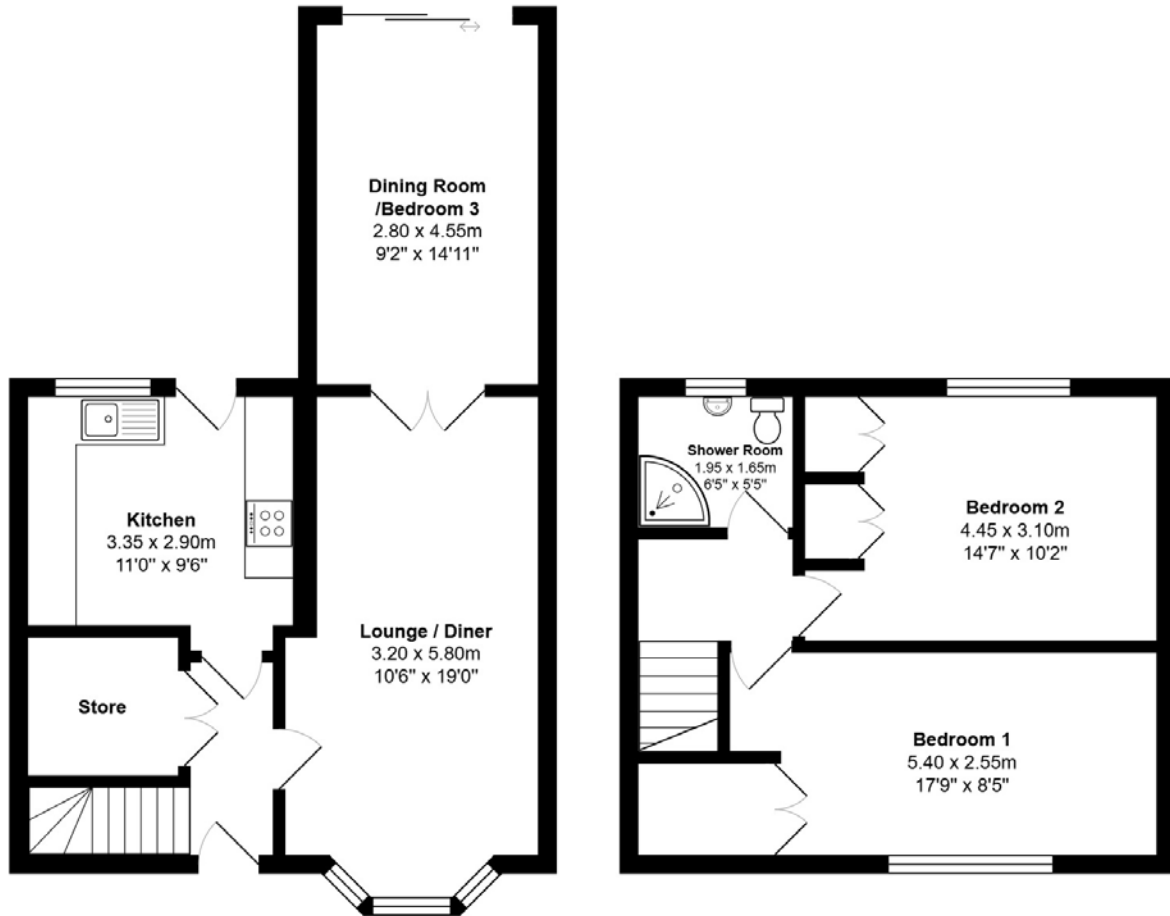 Dining Room
/Bedroom 3
2.80 x 4.55m
9'2" x 14'11"
Kitchen
3.35 x 2.90m
11'0" x 9'6"
Lounge / Diner
3.20 x 5.80m
10'6" x 19'0"
Store
Shower Room
1.95 x 1.65m
6'5" x 5'5"
Bedroom 2
4.45 x 3.10m
14'7" x 10'2"
Bedroom 1
5.40 x 2.55m
17'9" x 8'5"